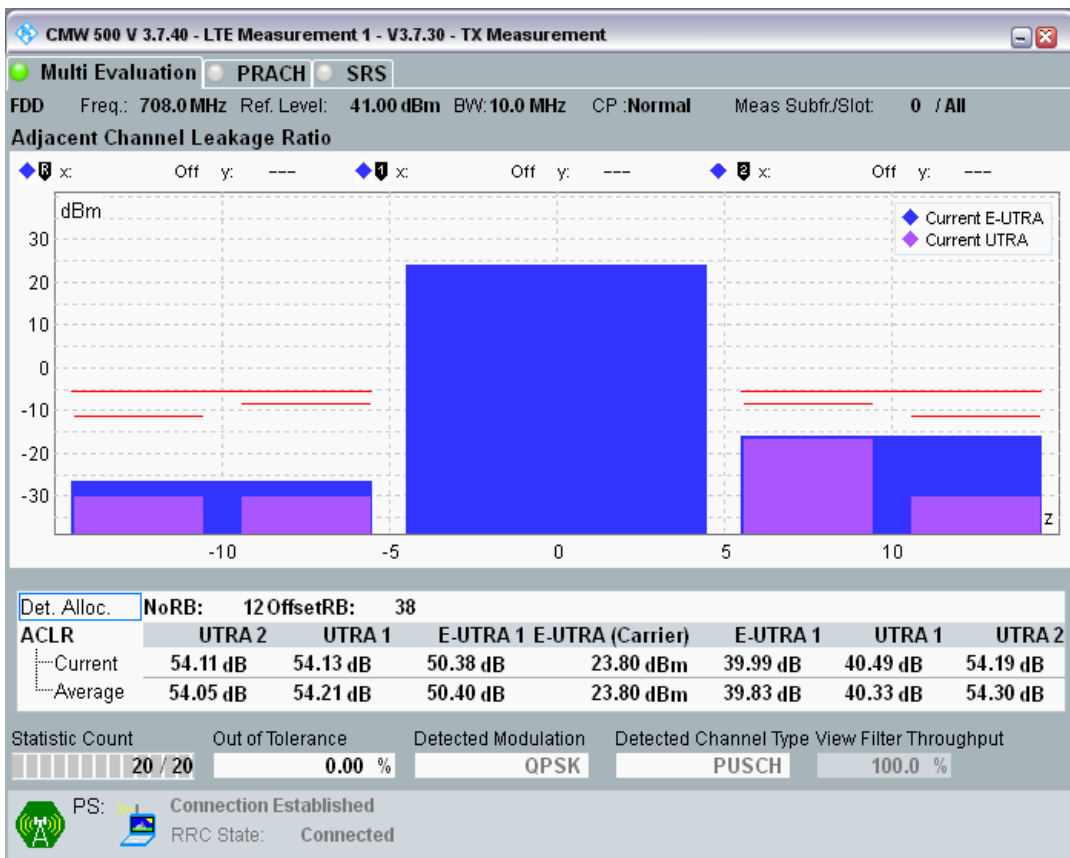 CMW 500 V 3.7.40 - LTE Measurement 1 - V3.7.30 - TX Measurement
Multi Evaluation PRACH SRS
FDD Freq.: 708.0 MHz Ref. Level: 41.00 dBm BW: 10.0 MHz CP :Normal Meas Subfr./Slot: 0 / All
Adjacent Channel Leakage Ratio
R x: Off y: --- 1 x: Off y: --- 2 x: Off y: ---
dBm
Current E-UTRA
Current UTRA
30
20
10
0
-10
-20
-30
z
-10 -5 0 5 10
Det. Alloc. NoRB: 12 OffsetRB: 38
ACLR UTRA 2 UTRA 1 E-UTRA 1 E-UTRA (Carrier) E-UTRA 1 UTRA 1 UTRA 2
Current 54.11 dB 54.13 dB 50.38 dB 23.80 dBm 39.99 dB 40.49 dB 54.19 dB
Average 54.05 dB 54.21 dB 50.40 dB 23.80 dBm 39.83 dB 40.33 dB 54.30 dB
Statistic Count Out of Tolerance Detected Modulation Detected Channel Type View Filter Throughput
20 / 20 0.00 % QPSK PUSCH 100.0 %
PS: Connection Established
RRC State: Connected